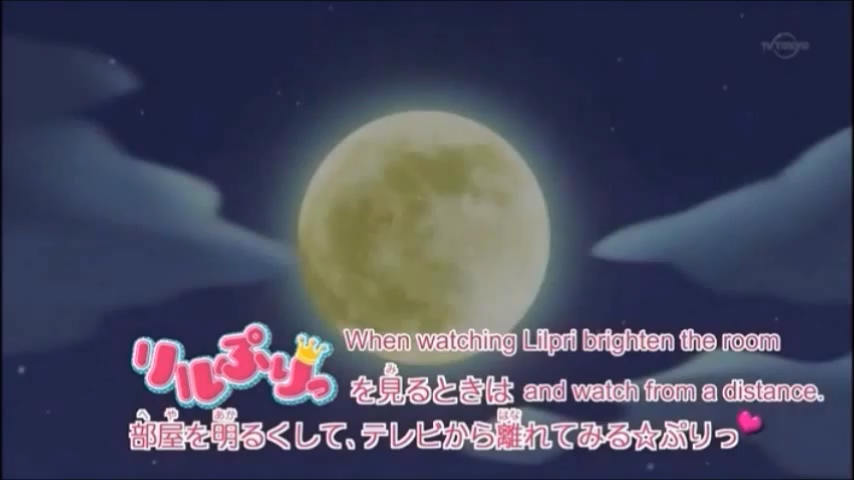 TV TOKYO
When watching Lilpri brighten the room
リルぷりっ を見るときは and watch from a distance.
部屋を明るくして、テレビから離れてみる☆ぷりっ